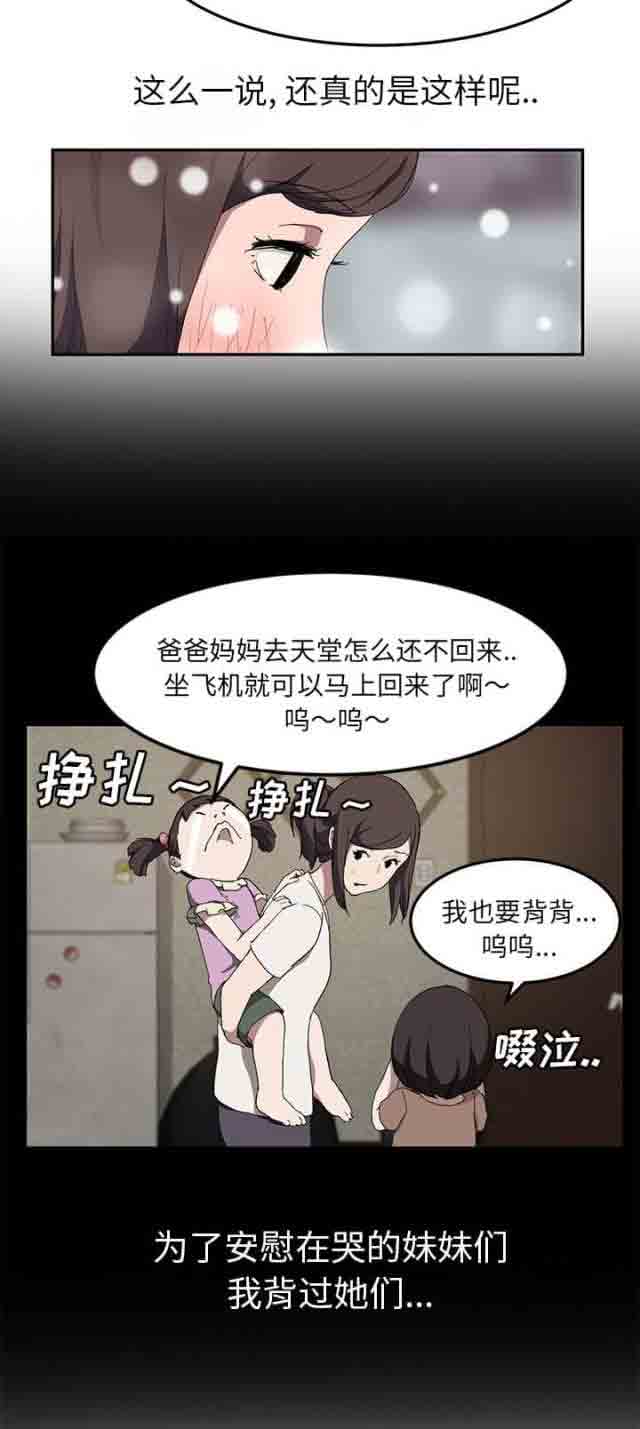 这么一说, 还真的是这样呢..
爸爸妈妈去天堂怎么还不回来..
坐飞机就可以马上回来了啊～
呜～呜～
挣扎～
挣扎～
我也要背背...
呜呜...
啜泣..
为了安慰在哭的妹妹们
我背过她们...